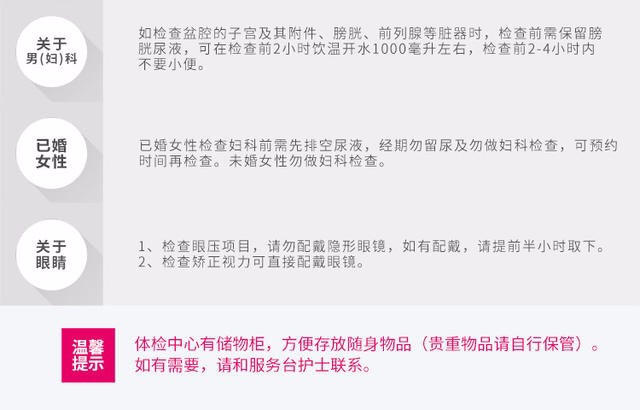 关于
男(妇)科
如检查盆腔的子宫及其附件、膀胱、前列腺等脏器时，检查前需保留膀
胱尿液，可在检查前2小时饮温开水1000毫升左右，检查前2-4小时内
不要小便。
已婚
女性
已婚女性检查妇科前需先排空尿液，经期勿留尿及勿做妇科检查，可预约
时间再检查。未婚女性勿做妇科检查。
关于
眼睛
1、检查眼压项目，请勿配戴隐形眼镜，如有配戴，请提前半小时取下。
2、检查矫正视力可直接配戴眼镜。
温馨
提示
体检中心有储物柜，方便存放随身物品（贵重物品请自行保管）。
如有需要，请和服务台护士联系。